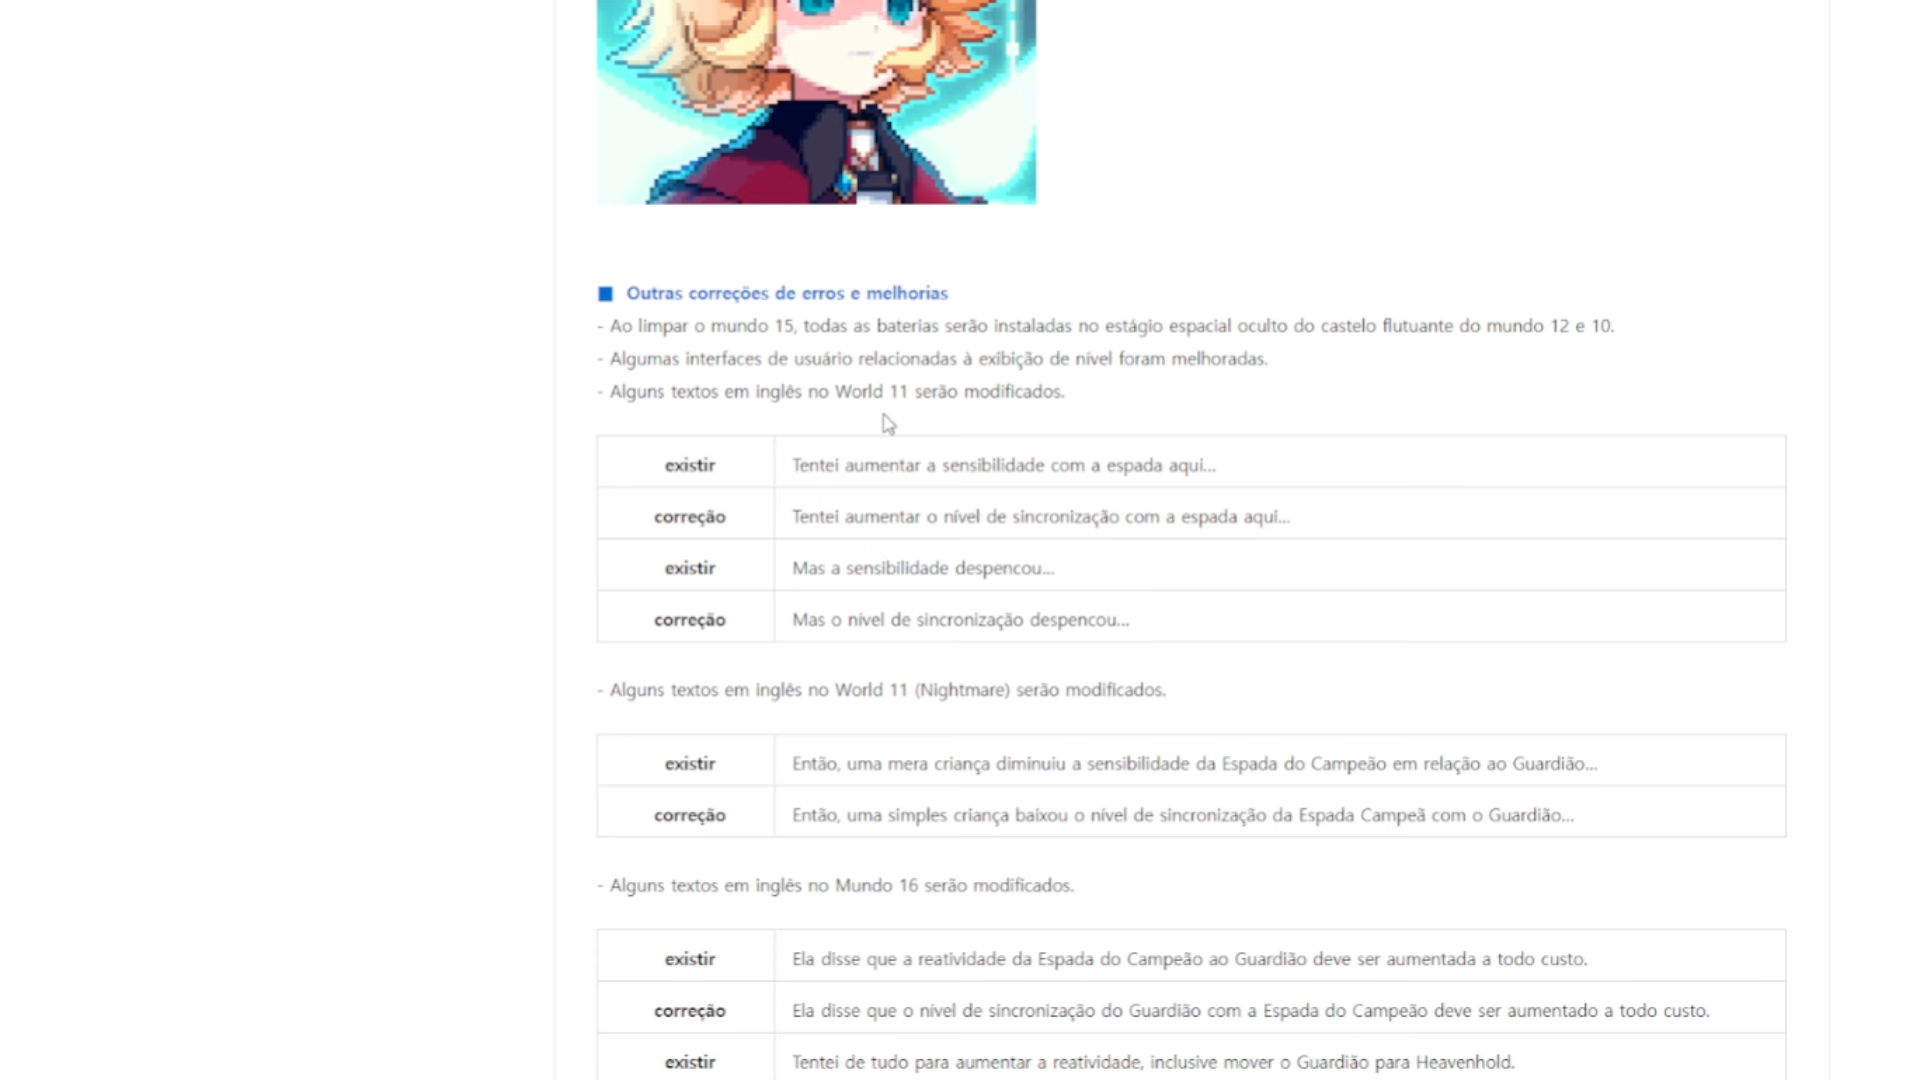 Outras correções de erros e melhorias
- Ao limpar o mundo 15, todas as baterias serão instaladas no estágio espacial oculto do castelo flutuante do mundo 12 e 10.
- Algumas interfaces de usuário relacionadas à exibição de nível foram melhoradas.
- Alguns textos em inglês no World 11 serão modificados.
existir Tentei aumentar a sensibilidade com a espada aqui...
correção Tentei aumentar o nível de sincronização com a espada aqui...
existir Mas a sensibilidade despencou...
correção Mas o nível de sincronização despencou...
- Alguns textos em inglês no World 11 (Nightmare) serão modificados.
existir Então, uma mera criança diminuiu a sensibilidade da Espada do Campeão em relação ao Guardião...
correção Então, uma simples criança baixou o nível de sincronização da Espada Campeã com o Guardião...
- Alguns textos em inglês no Mundo 16 serão modificados.
existir Ela disse que a reatividade da Espada do Campeão ao Guardião deve ser aumentada a todo custo.
correção Ela disse que o nível de sincronização do Guardião com a Espada do Campeão deve ser aumentado a todo custo.
existir Tentei de tudo para aumentar a reatividade, inclusive mover o Guardião para Heavenhold.